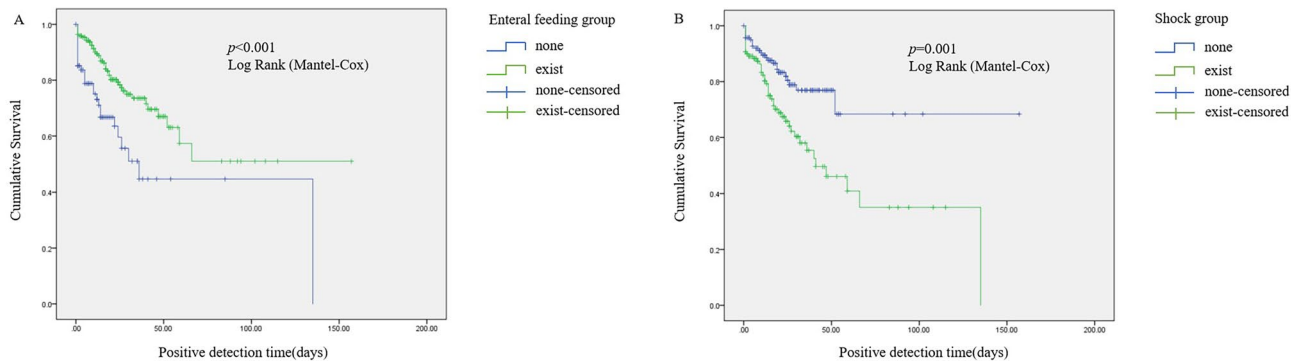 A
Enteral feeding group
none
exist
none-censored
exist-censored
p<0.001
Log Rank (Mantel-Cox)
Cumulative Survival
1.0
0.8
0.6
0.4
0.2
0.0
.00
50.00
100.00
150.00
200.00
Positive detection time(days)
B
Shock group
none
exist
none-censored
exist-censored
p=0.001
Log Rank (Mantel-Cox)
Cumulative Survival
1.0
0.8
0.6
0.4
0.2
0.0
.00
50.00
100.00
150.00
200.00
Positive detection time(days)